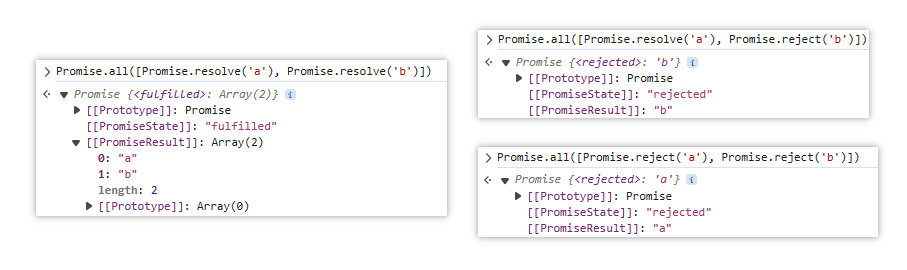 Promise.all([Promise.resolve('a'), Promise.resolve('b')])
Promise {<fulfilled>: Array(2)} i
[[Prototype]]: Promise
[[PromiseState]]: "fulfilled"
[[PromiseResult]]: Array(2)
0: "a"
1: "b"
length: 2
[[Prototype]]: Array(0)
Promise.all([Promise.resolve('a'), Promise.reject('b')])
Promise {<rejected>: 'b'} i
[[Prototype]]: Promise
[[PromiseState]]: "rejected"
[[PromiseResult]]: "b"
Promise.all([Promise.reject('a'), Promise.reject('b')])
Promise {<rejected>: 'a'} i
[[Prototype]]: Promise
[[PromiseState]]: "rejected"
[[PromiseResult]]: "a"